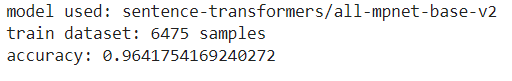 model used: sentence-transformers/all-mpnet-base-v2
train dataset: 6475 samples
accuracy: 0.9641754169240272